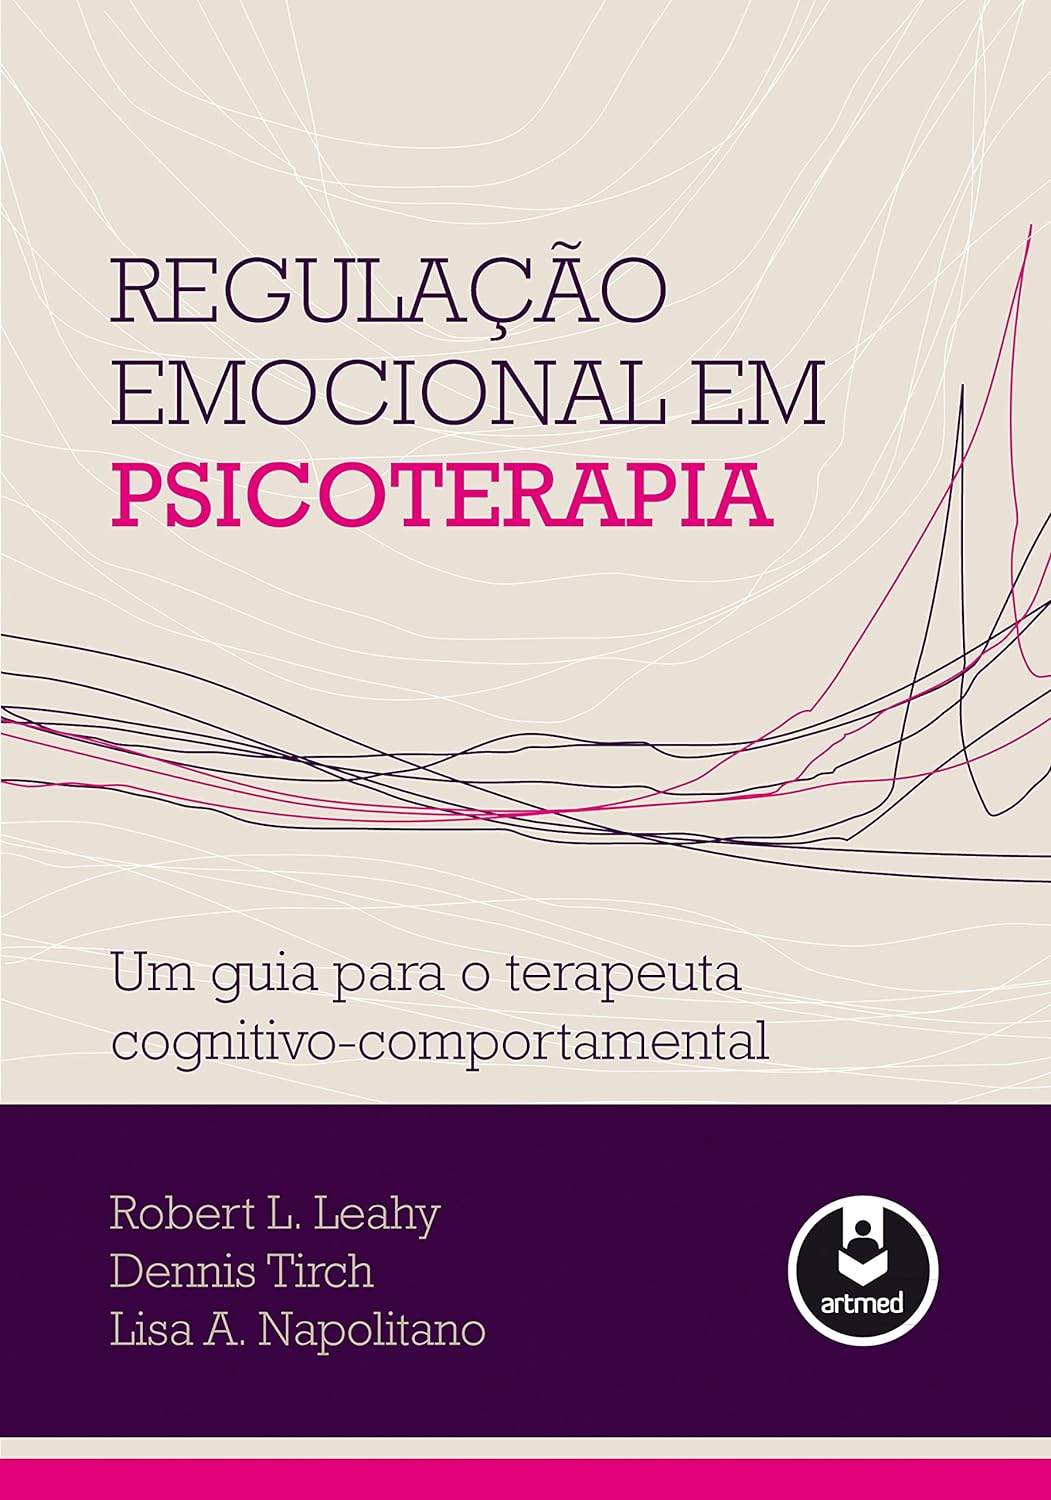 REGULAÇÃO
EMOCIONAL EM
PSICOTERAPIA
Um guia para o terapeuta
cognitivo-comportamental
Robert L. Leahy
Dennis Tirch
Lisa A. Napolitano
artmed